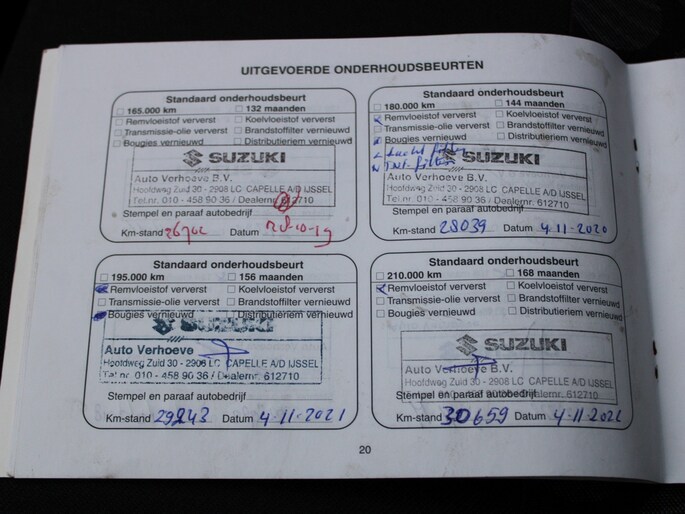 UITGEVOERDE ONDERHOUDSBEURTEN
Standaard onderhoudsbeurt
165.000 km 132 maanden
Remvloeistof ververst Koelvloeistof ververst
Transmissie-olie ververst Brandstoffilter vernieuwd
Bougies vernieuwd Distributieriem vernieuwd
SUZUKI
Auto Verhoeve B.V.
Hoofdweg Zuid 30 - 2908 LC CAPELLE A/D IJSSEL
Tel.nr. 010 - 458 90 36 / Dealernr. 612710
Stempel en paraaf autobedrijf
Km-stand 26702 Datum 28-10-19
Standaard onderhoudsbeurt
180.000 km 144 maanden
Remvloeistof ververst Koelvloeistof ververst
Transmissie-olie ververst Brandstoffilter vernieuwd
Bougies vernieuwd Distributieriem vernieuwd
Lucht filter
Int. filter
SUZUKI
Auto Verhoeve B.V.
Hoofdweg Zuid 30 - 2908 LC CAPELLE A/D IJSSEL
Tel.nr. 010 - 458 90 36 / Dealernr. 612710
Stempel en paraaf autobedrijf
Km-stand 28039 Datum 4-11-2020
Standaard onderhoudsbeurt
195.000 km 156 maanden
Remvloeistof ververst Koelvloeistof ververst
Transmissie-olie ververst Brandstoffilter vernieuwd
Bougies vernieuwd Distributieriem vernieuwd
SUZUKI
Auto Verhoeve
Hoofdweg Zuid 30 - 2908 LC CAPELLE A/D IJSSEL
Tel.nr. 010 - 458 90 36 / Dealernr. 612710
Stempel en paraaf autobedrijf
Km-stand 29243 Datum 4-11-2021
Standaard onderhoudsbeurt
210.000 km 168 maanden
Remvloeistof ververst Koelvloeistof ververst
Transmissie-olie ververst Brandstoffilter vernieuwd
Bougies vernieuwd Distributieriem vernieuwd
SUZUKI
Auto Verhoeve B.V.
Hoofdweg Zuid 30 - 2908 LC CAPELLE A/D IJSSEL
Tel.nr. 010 - 458 90 36 / Dealernr. 612710
Stempel en paraaf autobedrijf
Km-stand 30659 Datum 4-11-2022
20